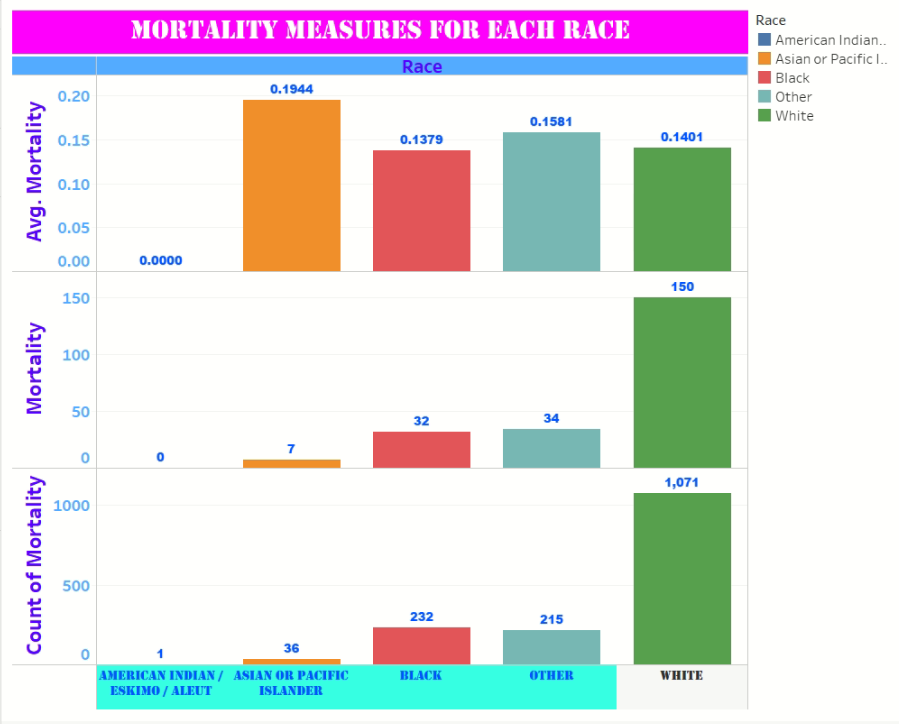 MORTALITY MEASURES FOR EACH RACE
Race
American Indian..
Asian or Pacific I..
Black
Other
White
Race
Avg. Mortality
0.20
0.15
0.10
0.05
0.00
0.0000
0.1944
0.1379
0.1581
0.1401
Mortality
150
100
50
0
0
7
32
34
150
Count of Mortality
1000
500
0
1
36
232
215
1,071
AMERICAN INDIAN /
ESKIMO / ALEUT
ASIAN OR PACIFIC
ISLANDER
BLACK
OTHER
WHITE